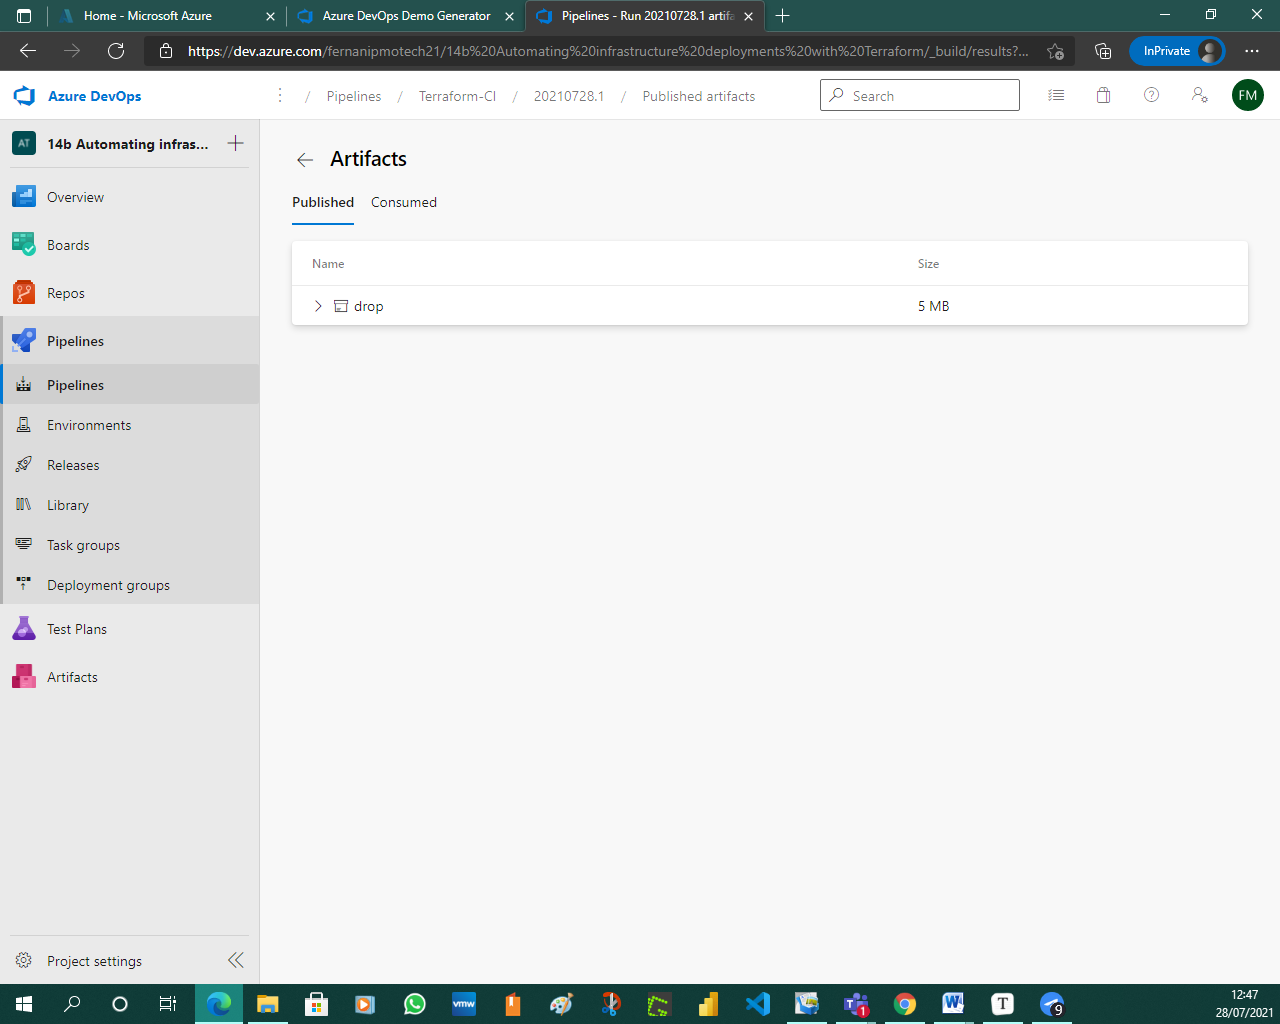 Home - Microsoft Azure
Azure DevOps Demo Generator
Pipelines - Run 20210728.1 artifa
https://dev.azure.com/fernanipmotech21/14b%20Automating%20infrastructure%20deployments%20with%20Terraform/_build/results?...
InPrivate
Azure DevOps
/ Pipelines / Terraform-CI / 20210728.1 / Published artifacts
Search
FM
AT
14b Automating infras...
Overview
Boards
Repos
Pipelines
Pipelines
Environments
Releases
Library
Task groups
Deployment groups
Test Plans
Artifacts
Project settings
Artifacts
Published Consumed
Name Size
drop 5 MB
vmw
1
W
T
9
12:47
28/07/2021